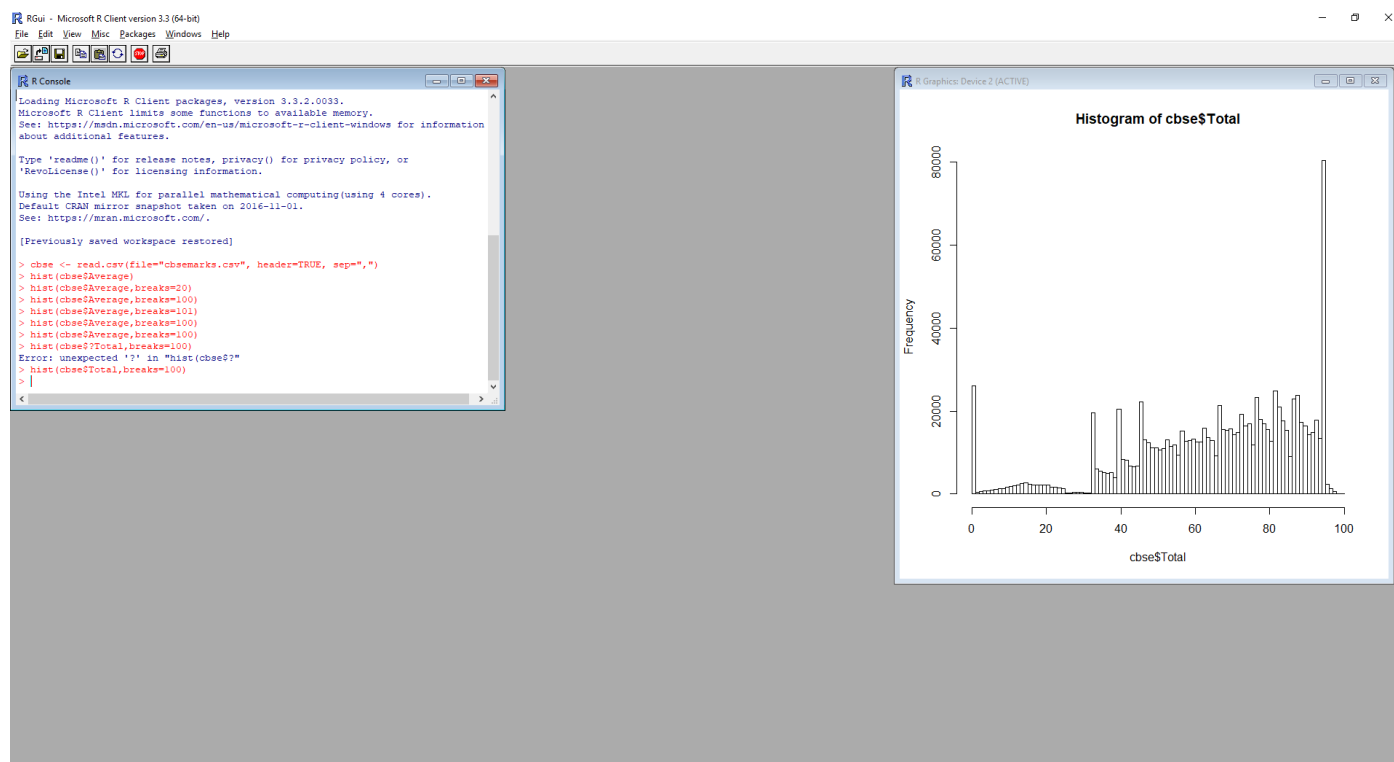 RGui - Microsoft R Client version 3.3 (64-bit)
File Edit View Misc Packages Windows Help
STOP
R Console
Loading Microsoft R Client packages, version 3.3.2.0033.
Microsoft R Client limits some functions to available memory.
See: https://msdn.microsoft.com/en-us/microsoft-r-client-windows for information
about additional features.
Type 'readme()' for release notes, privacy() for privacy policy, or
'RevoLicense()' for licensing information.
Using the Intel MKL for parallel mathematical computing(using 4 cores).
Default CRAN mirror snapshot taken on 2016-11-01.
See: https://mran.microsoft.com/.
[Previously saved workspace restored]
> cbse <- read.csv(file="cbsemarks.csv", header=TRUE, sep=",")
> hist(cbse$Average)
> hist(cbse$Average,breaks=20)
> hist(cbse$Average,breaks=100)
> hist(cbse$Average,breaks=101)
> hist(cbse$Average,breaks=100)
> hist(cbse$Average,breaks=100)
> hist(cbse$?Total,breaks=100)
Error: unexpected '?' in "hist(cbse$?"
> hist(cbse$Total,breaks=100)
>
R Graphics: Device 2 (ACTIVE)
Histogram of cbse$Total
Frequency
80000
60000
40000
20000
0
0 20 40 60 80 100
cbse$Total